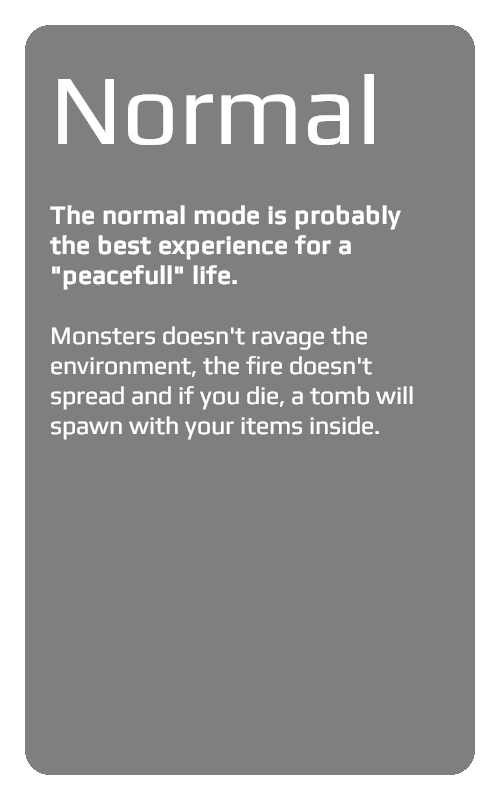 Normal
The normal mode is probably
the best experience for a
"peacefull" life.
Monsters doesn't ravage the
environment, the fire doesn't
spread and if you die, a tomb will
spawn with your items inside.